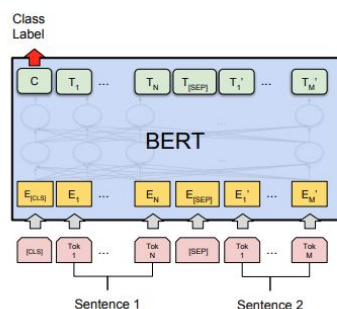 Class
Label
C T1 ... TN T[SEP] T1' ... TM'
BERT
E[CLS] E1 ... EN E[SEP] E1' ... EM'
[CLS] Tok 1 ... Tok N [SEP] Tok 1 ... Tok M
Sentence 1 Sentence 2